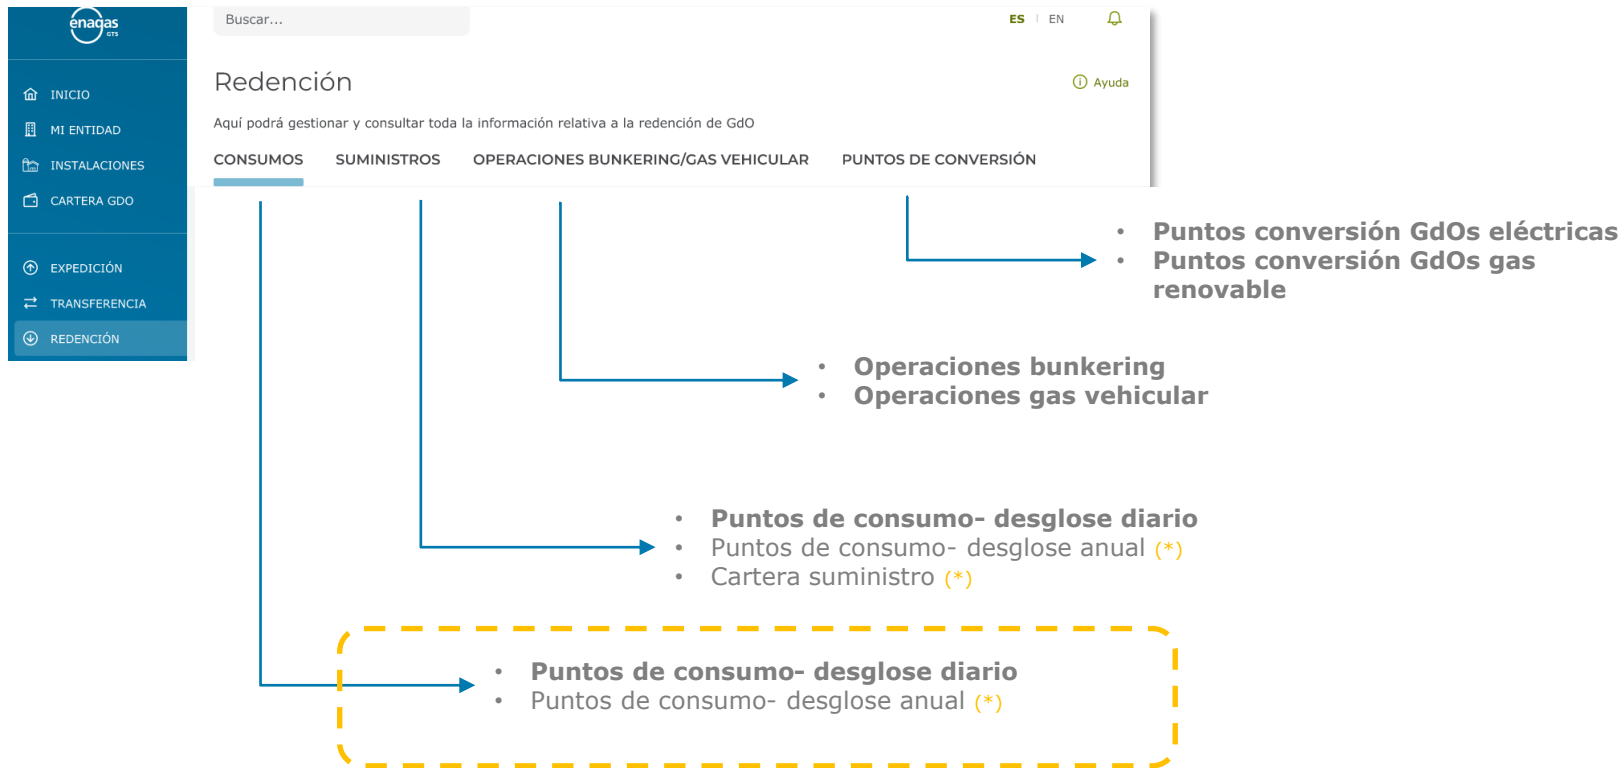 enagas
GTS
Buscar...
ES | EN
INICIO
MI ENTIDAD
INSTALACIONES
CARTERA GDO
EXPEDICIÓN
TRANSFERENCIA
REDENCIÓN
Redención
Ayuda
Aquí podrá gestionar y consultar toda la información relativa a la redención de GdO
CONSUMOS SUMINISTROS OPERACIONES BUNKERING/GAS VEHICULAR PUNTOS DE CONVERSIÓN
• Puntos conversión GdOs eléctricas
• Puntos conversión GdOs gas
renovable
• Operaciones bunkering
• Operaciones gas vehicular
• Puntos de consumo- desglose diario
• Puntos de consumo- desglose anual (*)
• Cartera suministro (*)
• Puntos de consumo- desglose diario
• Puntos de consumo- desglose anual (*)